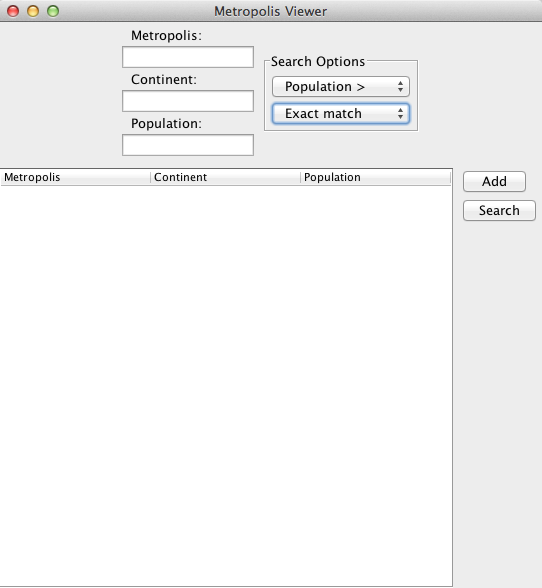 Metropolis Viewer
Metropolis:
Continent:
Population:
Search Options
Population >
Exact match
Metropolis Continent Population
Add
Search